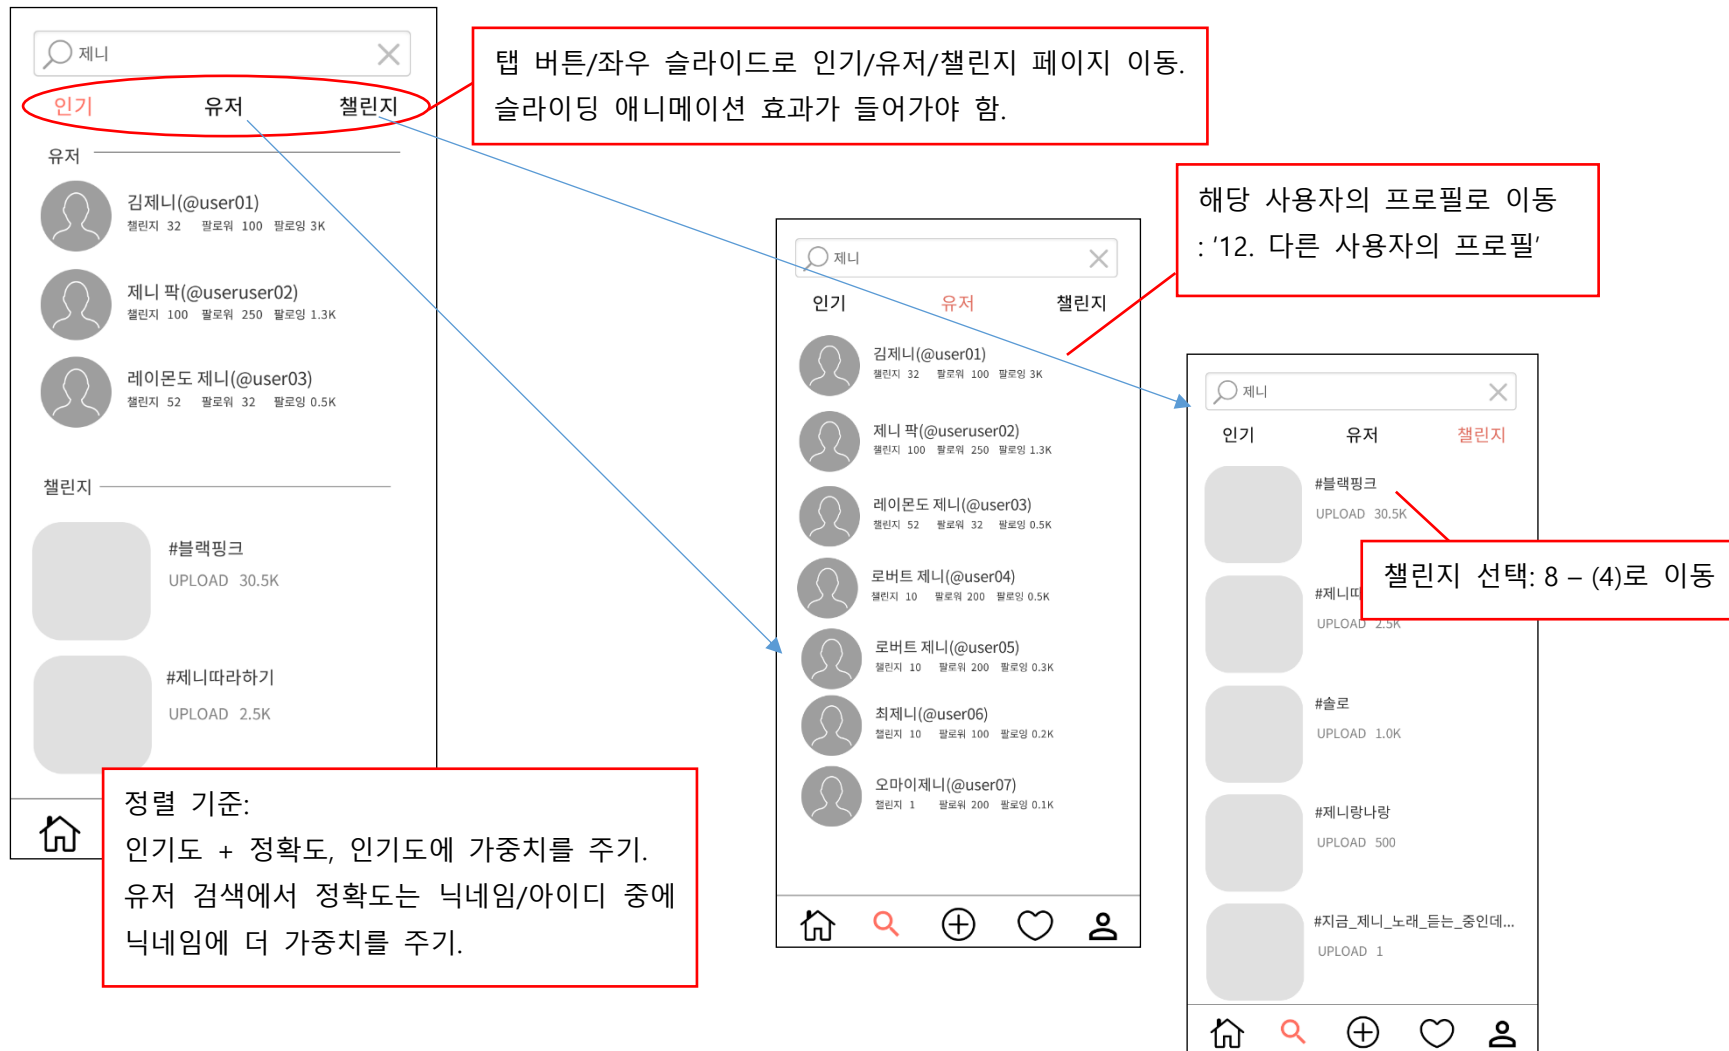 제니
인기 유저 챌린지
유저
김제니(@user01)
챌린지 32 팔로워 100 팔로잉 3K
제니 팍(@useruser02)
챌린지 100 팔로워 250 팔로잉 1.3K
레이몬도 제니(@user03)
챌린지 52 팔로워 32 팔로잉 0.5K
챌린지
#블랙핑크
UPLOAD 30.5K
#제니따라하기
UPLOAD 2.5K
탭 버튼/좌우 슬라이드로 인기/유저/챌린지 페이지 이동.
슬라이딩 애니메이션 효과가 들어가야 함.
정렬 기준:
인기도 + 정확도, 인기도에 가중치를 주기.
유저 검색에서 정확도는 닉네임/아이디 중에
닉네임에 더 가중치를 주기.
제니
인기 유저 챌린지
김제니(@user01)
챌린지 32 팔로워 100 팔로잉 3K
제니 팍(@useruser02)
챌린지 100 팔로워 250 팔로잉 1.3K
레이몬도 제니(@user03)
챌린지 52 팔로워 32 팔로잉 0.5K
로버트 제니(@user04)
챌린지 10 팔로워 200 팔로잉 0.5K
로버트 제니(@user05)
챌린지 10 팔로워 200 팔로잉 0.3K
최제니(@user06)
챌린지 10 팔로워 100 팔로잉 0.2K
오마이제니(@user07)
챌린지 1 팔로워 200 팔로잉 0.1K
해당 사용자의 프로필로 이동
: ‘12. 다른 사용자의 프로필’
제니
인기 유저 챌린지
#블랙핑크
UPLOAD 30.5K
챌린지 선택: 8 – (4)로 이동
#제니따
UPLOAD 2.5K
#솔로
UPLOAD 1.0K
#제니랑나랑
UPLOAD 500
#지금_제니_노래_듣는_중인데...
UPLOAD 1